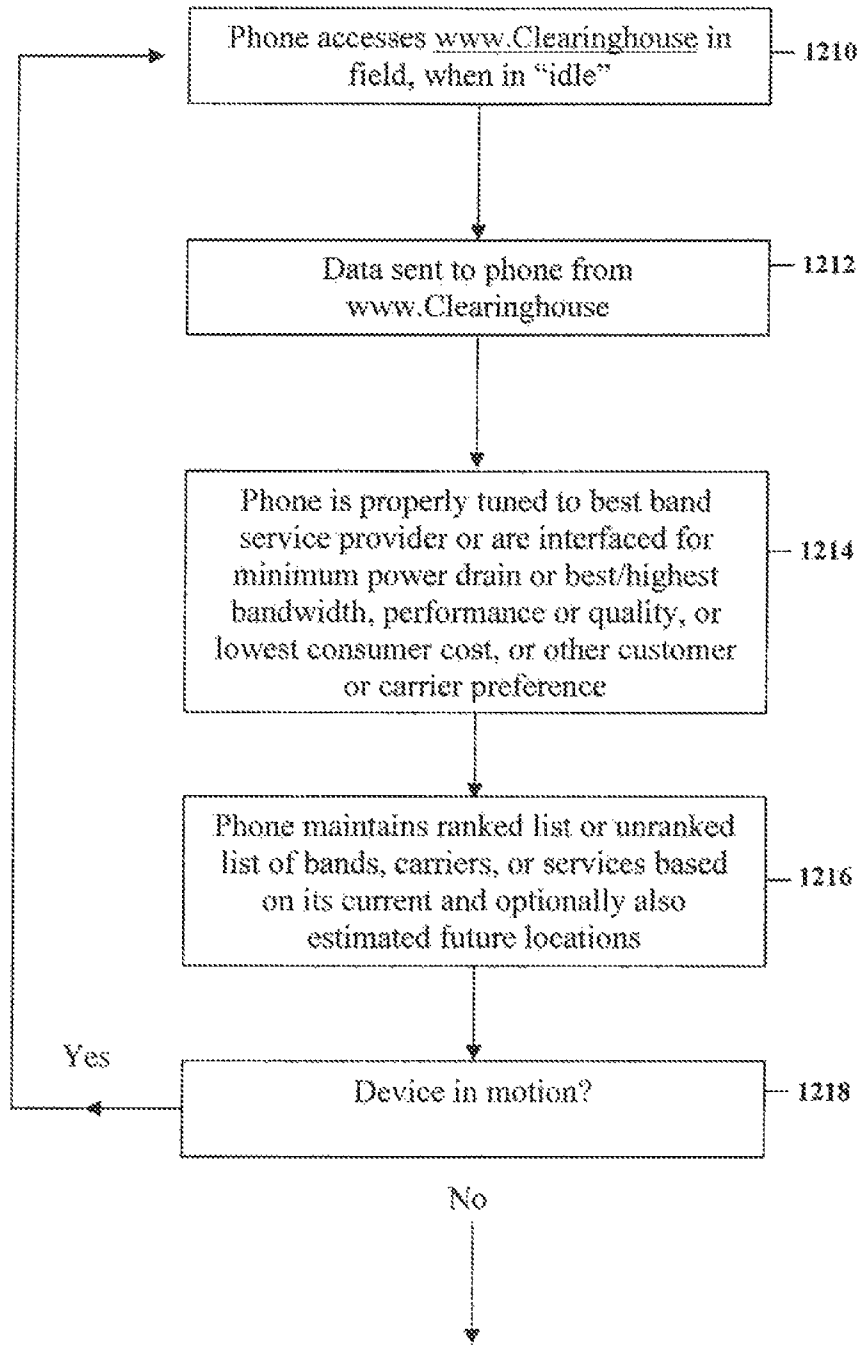 Phone accesses www.Clearinghouse in
field, when in “idle”
1210
Data sent to phone from
www.Clearinghouse
1212
Phone is properly tuned to best band
service provider or are interfaced for
minimum power drain or best/highest
bandwidth, performance or quality, or
lowest consumer cost, or other customer
or carrier preference
1214
Phone maintains ranked list or unranked
list of bands, carriers, or services based
on its current and optionally also
estimated future locations
1216
Yes
Device in motion?
1218
No